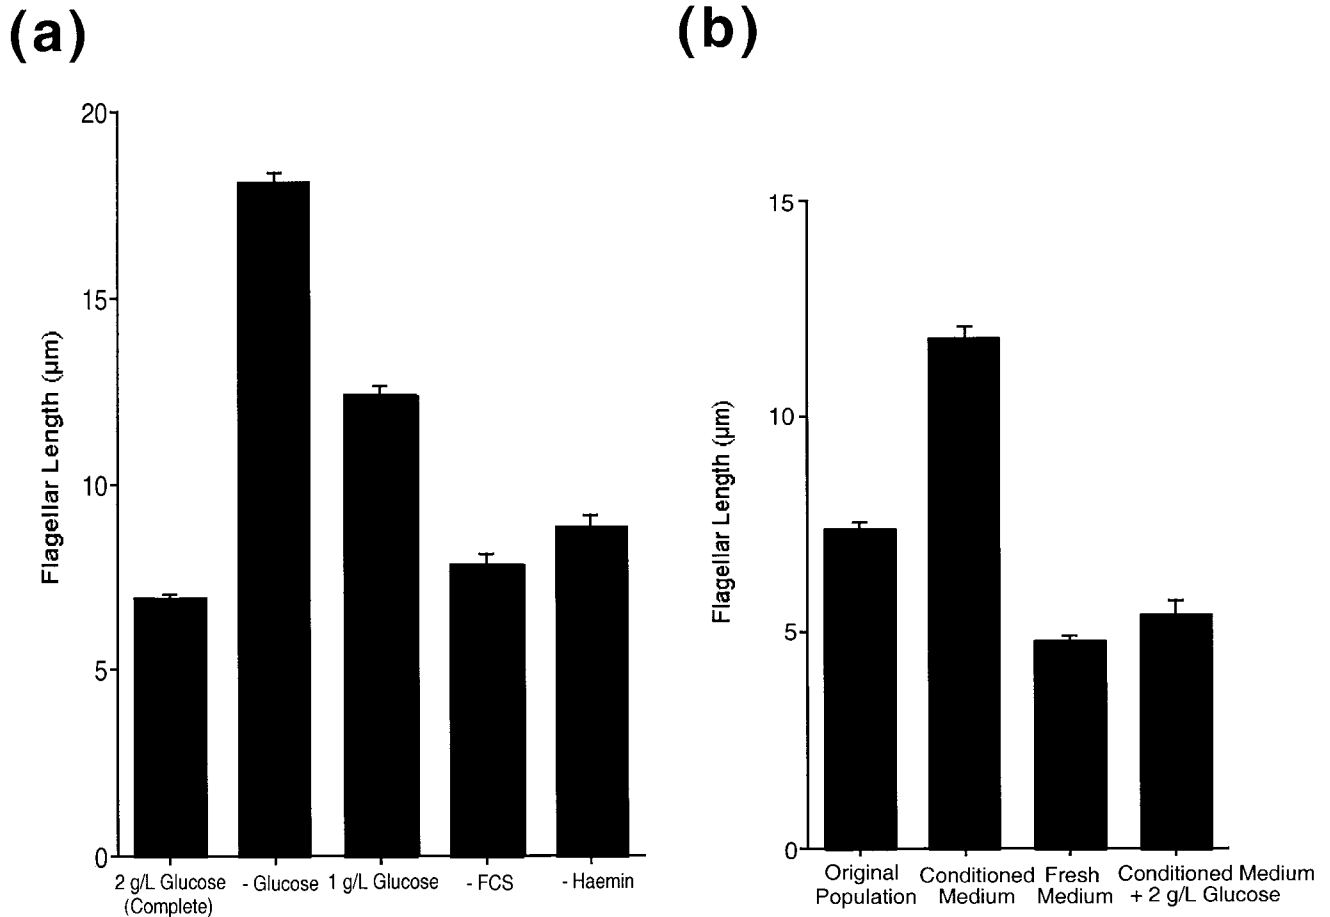 (a)
20
15
10
5
0
Flagellar Length (µm)
2 g/L Glucose
(Complete)
- Glucose
1 g/L Glucose
- FCS
- Haemin
(b)
15
10
5
0
Flagellar Length (µm)
Original
Population
Conditioned
Medium
Fresh
Medium
Conditioned Medium
+ 2 g/L Glucose